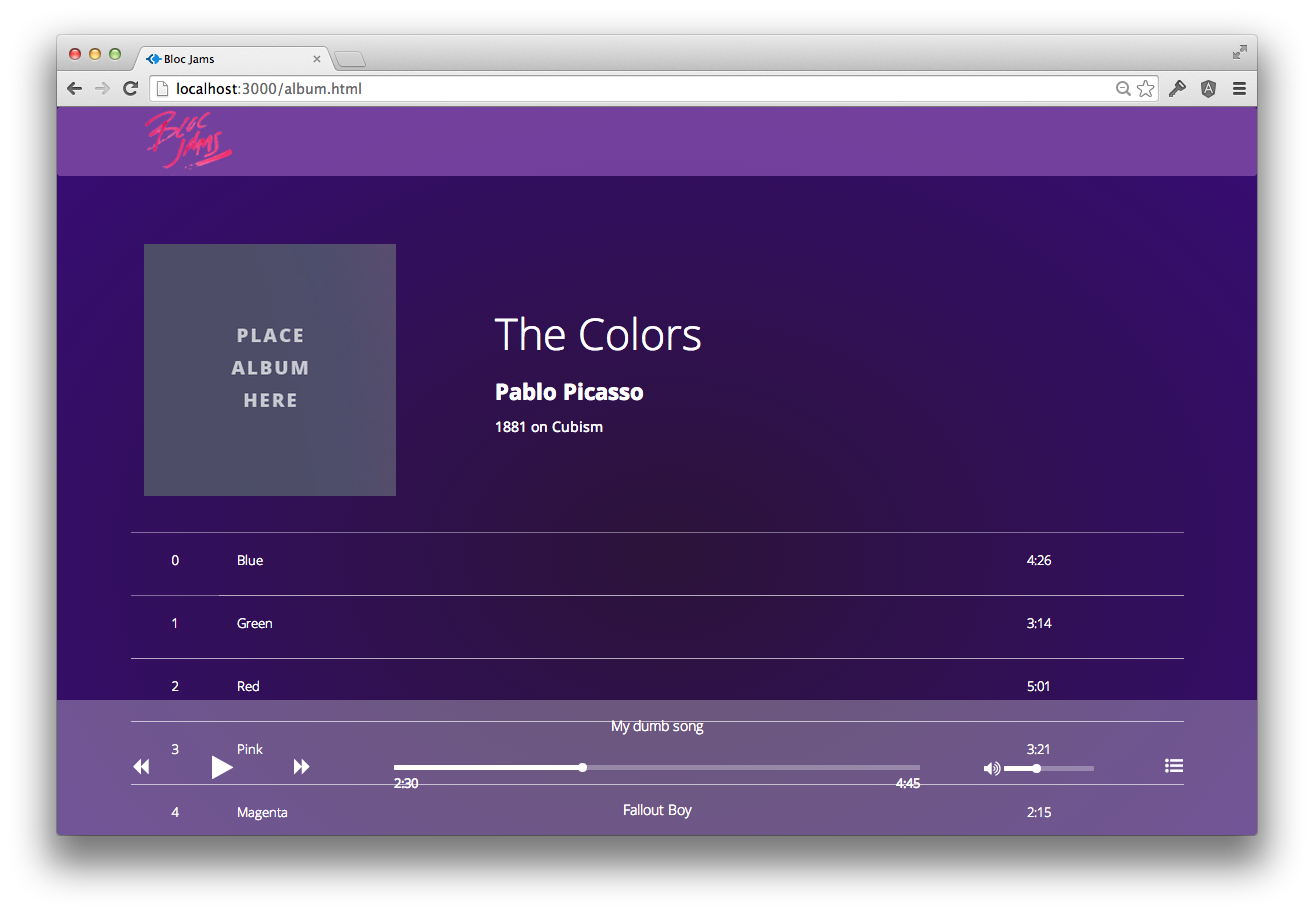 Bloc Jams
localhost:3000/album.html
BLOC
JAMS
PLACE
ALBUM
HERE
The Colors
Pablo Picasso
1881 on Cubism
0 Blue 4:26
1 Green 3:14
2 Red 5:01
My dumb song
3 Pink 3:21
2:30 4:45
4 Magenta Fallout Boy 2:15